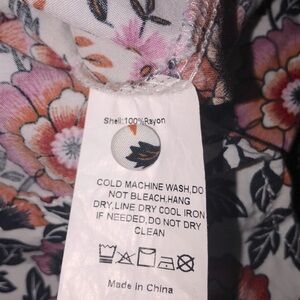 Shell:100%Rayon
COLD MACHINE WASH,DO
NOT BLEACH,HANG
DRY,LINE DRY COOL IRON
IF NEEDED,DO NOT DRY
CLEAN
Made in China